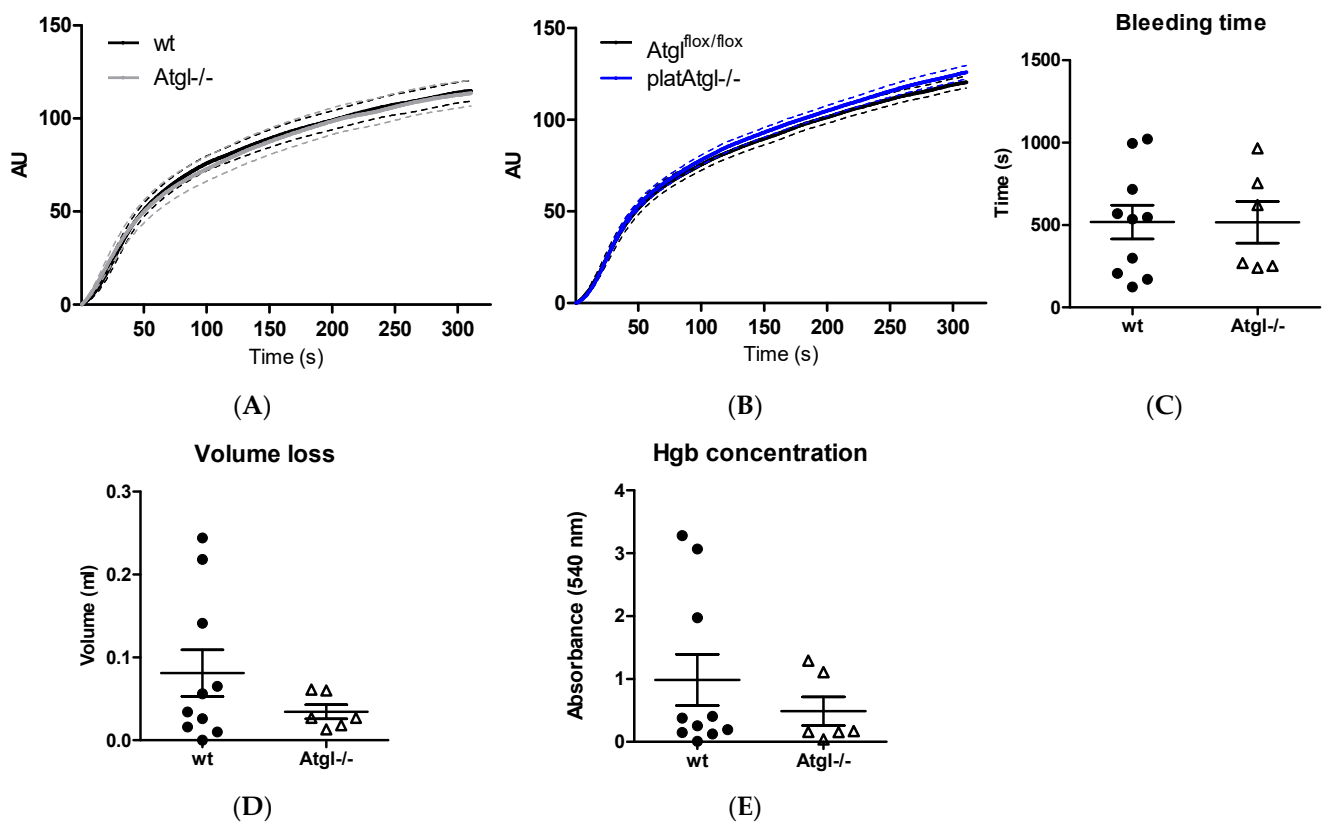 150
100
50
0
AU
wt
Atgl-/-
50 100 150 200 250 300
Time (s)
(A)
150
100
50
0
AU
Atglflox/flox
platAtgl-/-
50 100 150 200 250 300
Time (s)
(B)
Bleeding time
1500
1000
500
0
Time (s)
wt Atgl-/-
(C)
Volume loss
0.3
0.2
0.1
0.0
Volume (ml)
wt Atgl-/-
(D)
Hgb concentration
4
3
2
1
0
Absorbance (540 nm)
wt Atgl-/-
(E)